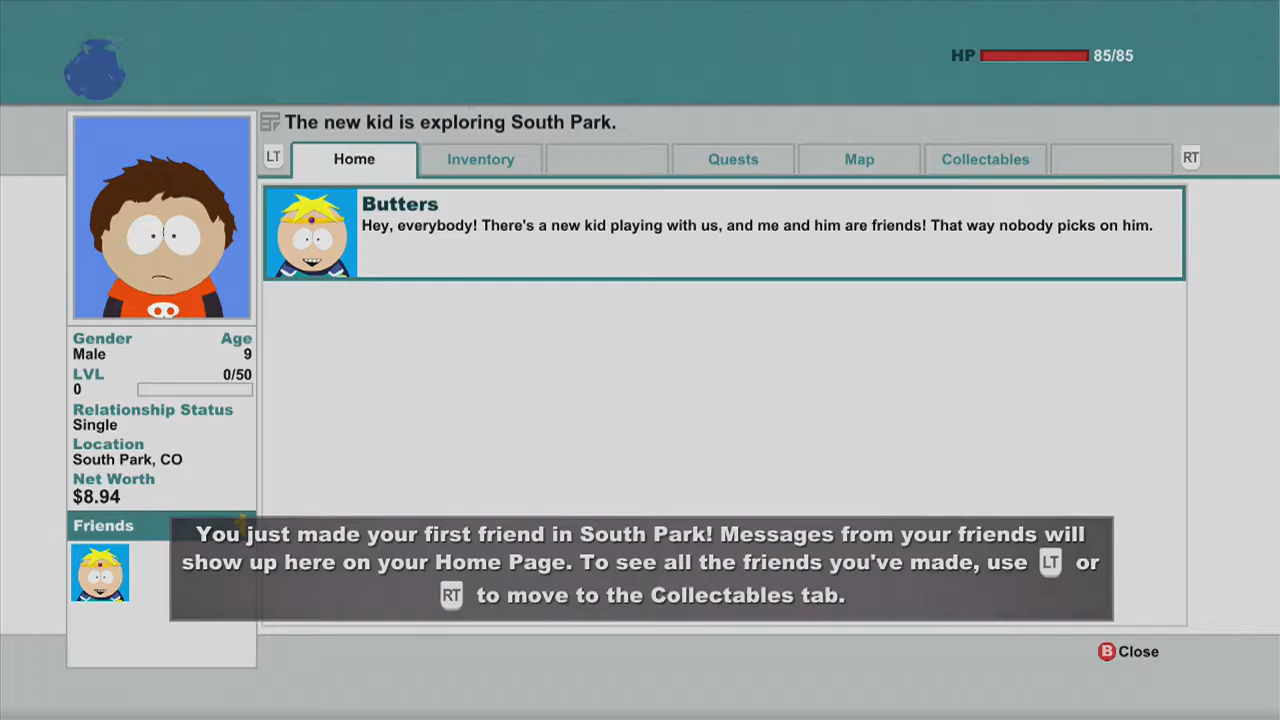 HP 85/85
The new kid is exploring South Park.
LT Home Inventory Quests Map Collectables RT
Butters
Hey, everybody! There's a new kid playing with us, and me and him are friends! That way nobody picks on him.
Gender Age
Male 9
LVL 0/50
0
Relationship Status
Single
Location
South Park, CO
Net Worth
$8.94
Friends 1
You just made your first friend in South Park! Messages from your friends will
show up here on your Home Page. To see all the friends you've made, use LT or
RT to move to the Collectables tab.
B Close